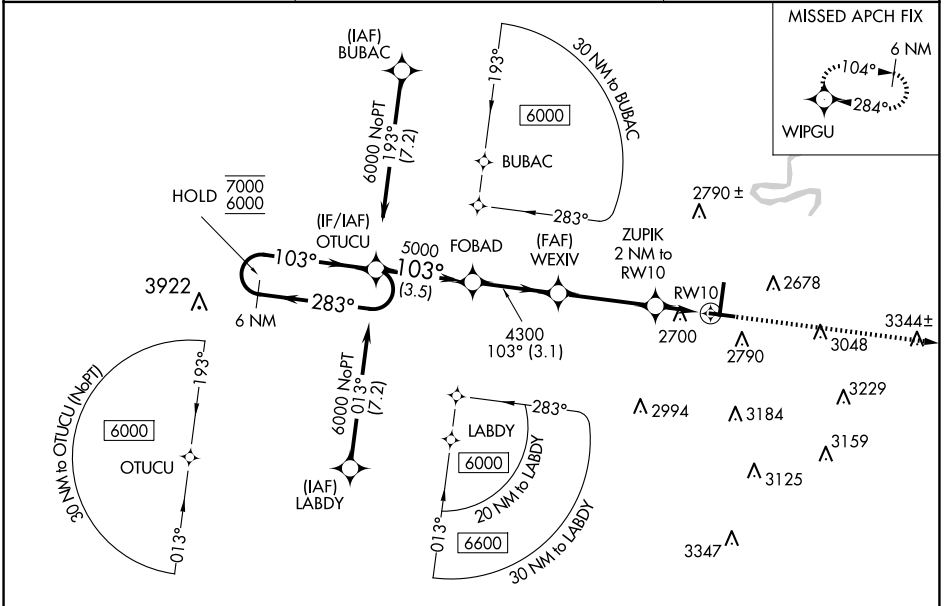 MISSED APCH FIX
6 NM
104°
284°
WIPGU
(IAF)
BUBAC
6000 NoPT
193°
(7.2)
193°
30 NM to BUBAC
6000
BUBAC
283°
2790 ±
HOLD
7000
6000
(IF/IAF)
OTUCU
103°
283°
6 NM
5000
103°
(3.5)
FOBAD
(FAF)
WEXIV
ZUPIK
2 NM to
RW10
RW10
4300
103° (3.1)
3922
2678
2700
2790
3048
3344±
2994
3184
3229
3159
3125
3347
30 NM to OTUCU (NoPT)
193°
6000
OTUCU
013°
6000 NoPT
013°
(7.2)
(IAF)
LABDY
283°
LABDY
6000
20 NM to LABDY
013°
6600
30 NM to LABDY